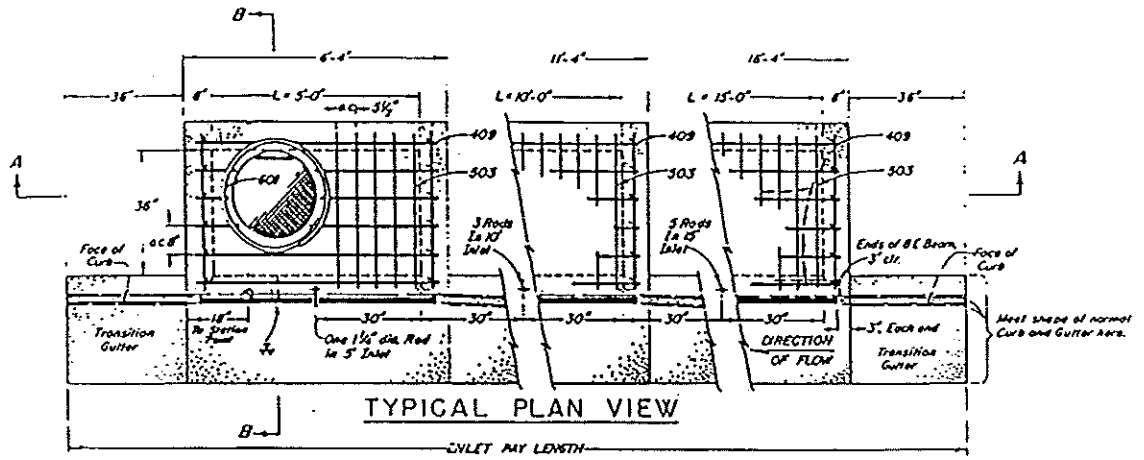 B
6'-4"
11'-4"
16'-4"
36"
6"
L = 5'-0"
L = 10'-0"
L = 15'-0"
6"
36"
o.c. 5½"
409
409
409
A
A
601
503
503
503
36"
3 Rods
In 10'
Inlet
5 Rods
In 15'
Inlet
o.c. 8"
Face of
Curb
Ends of
Beam
3" clr.
Face of
Curb
18"
To Station
Point
30"
30"
30"
30"
30"
Transition
Gutter
One 1¼" dia. Rod
In 5' Inlet
DIRECTION
OF FLOW
3" Each end
Transition
Gutter
Meet shape of normal
Curb and Gutter here.
B
TYPICAL PLAN VIEW
INLET PAY LENGTH